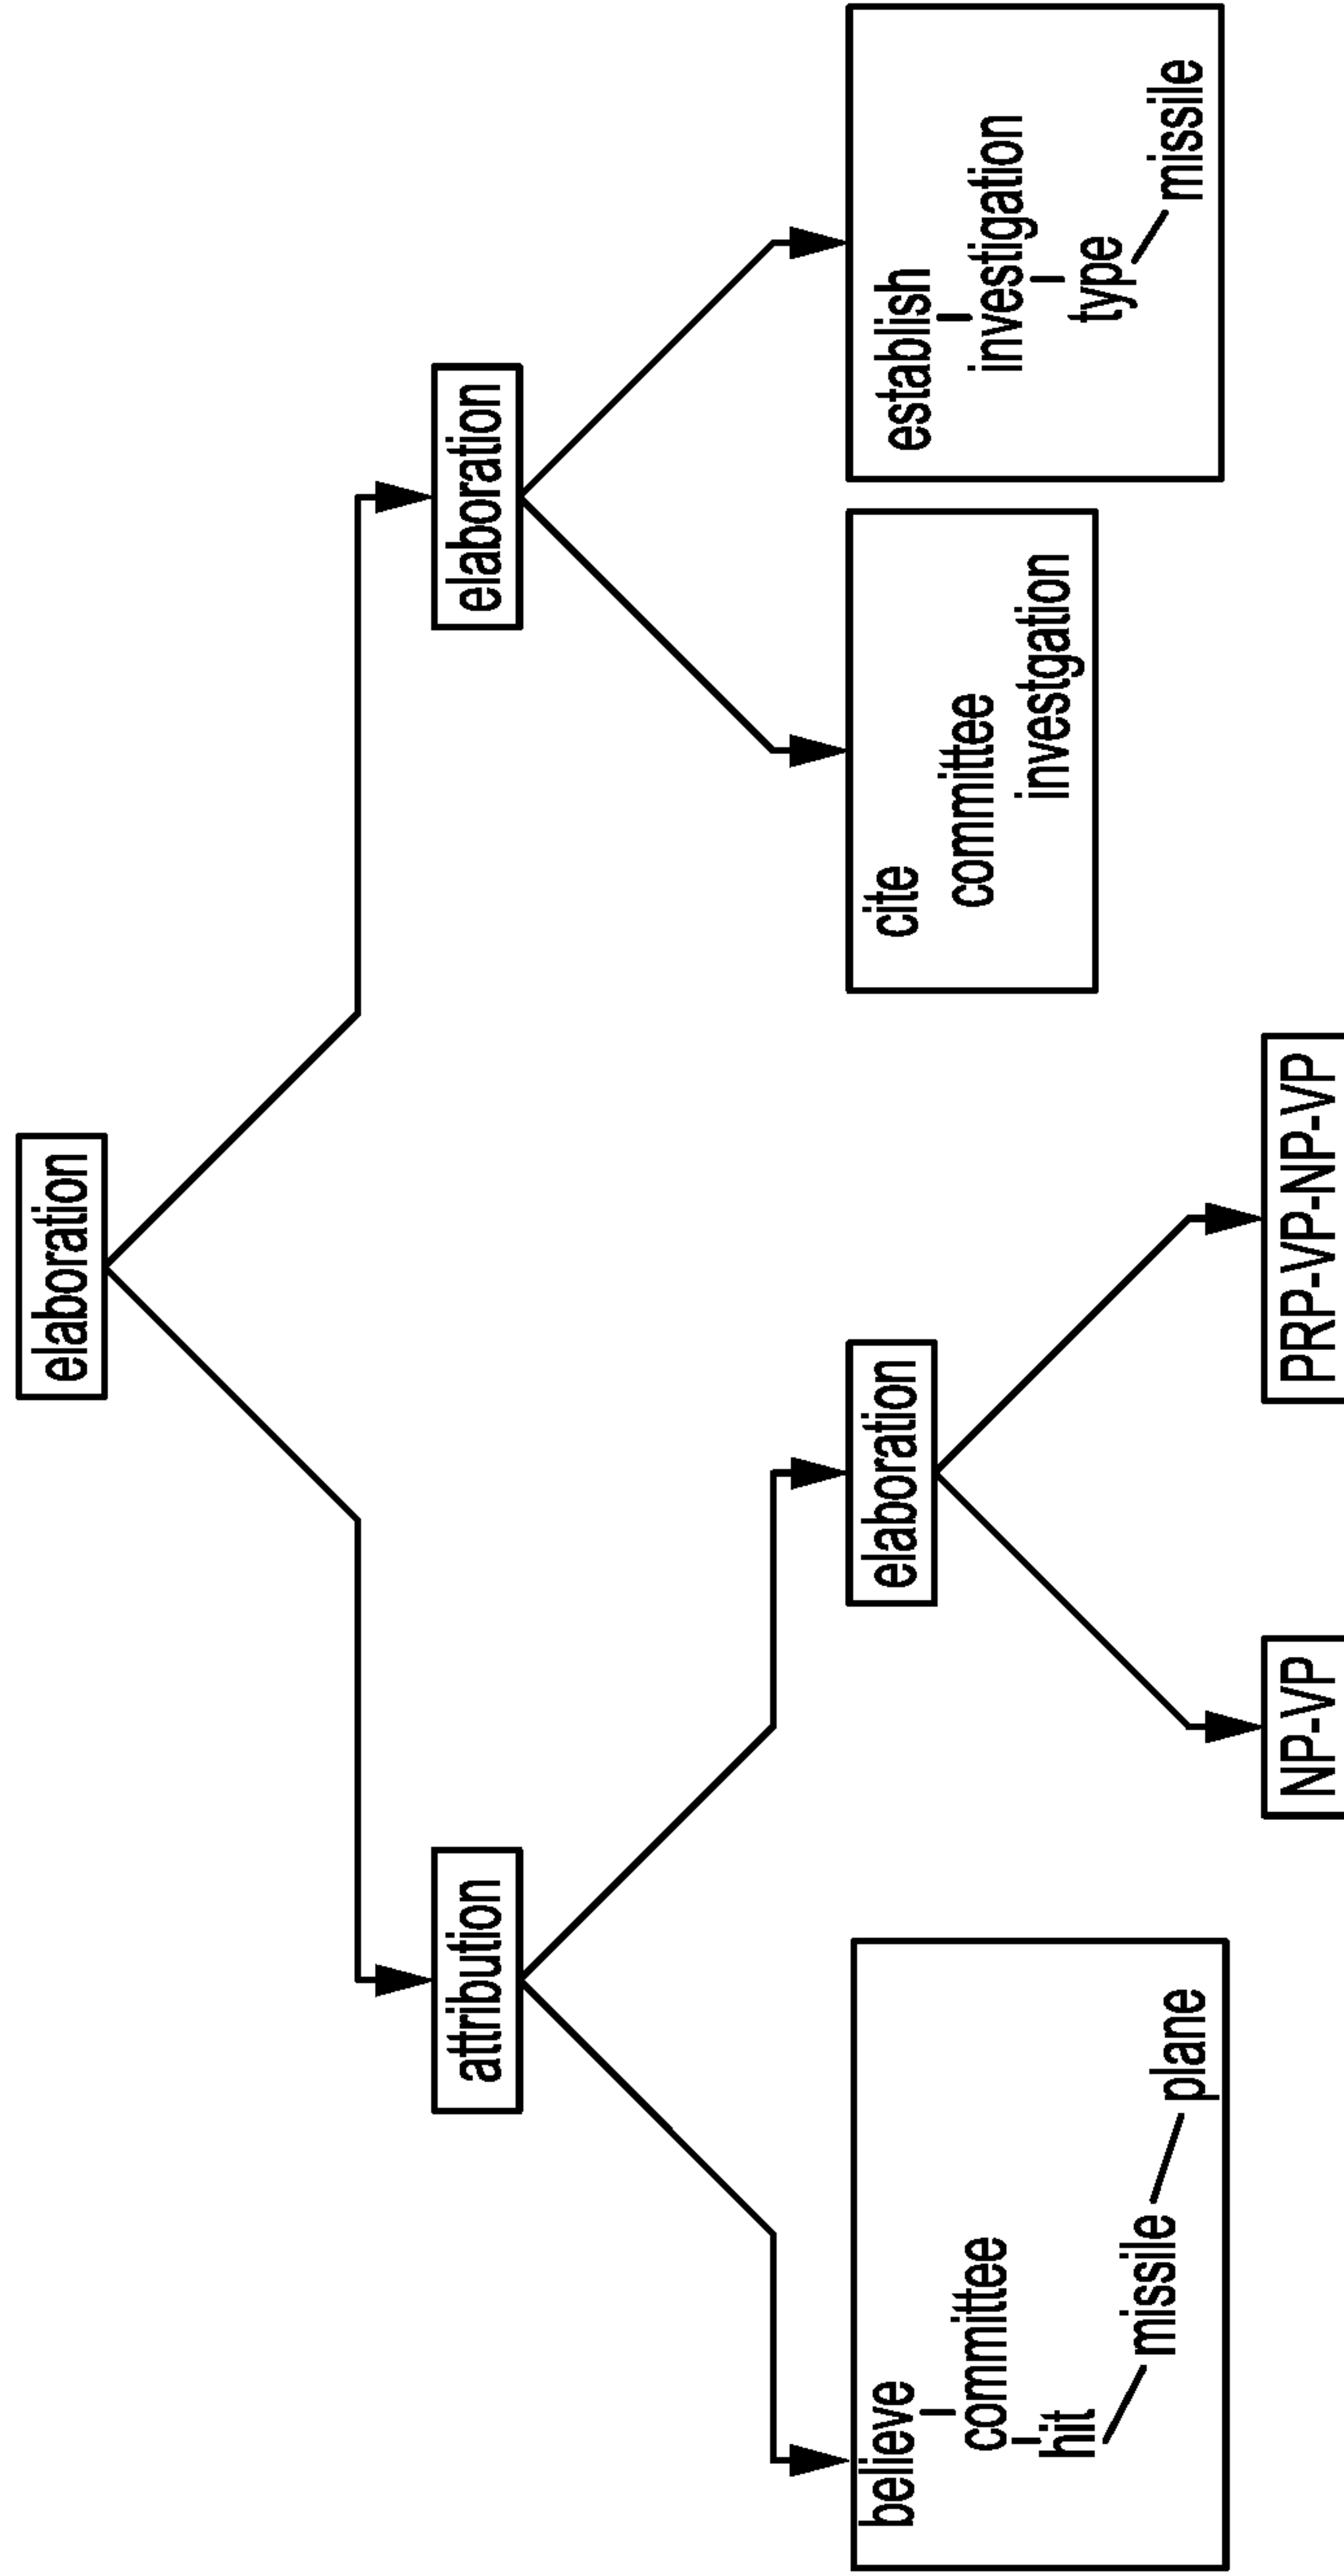 elaboration
attribution
elaboration
believe
committee
hit
missile
plane
elaboration
cite
committee
investgation
establish
investigation
type
missile
NP-VP
PRP-VP-NP-VP